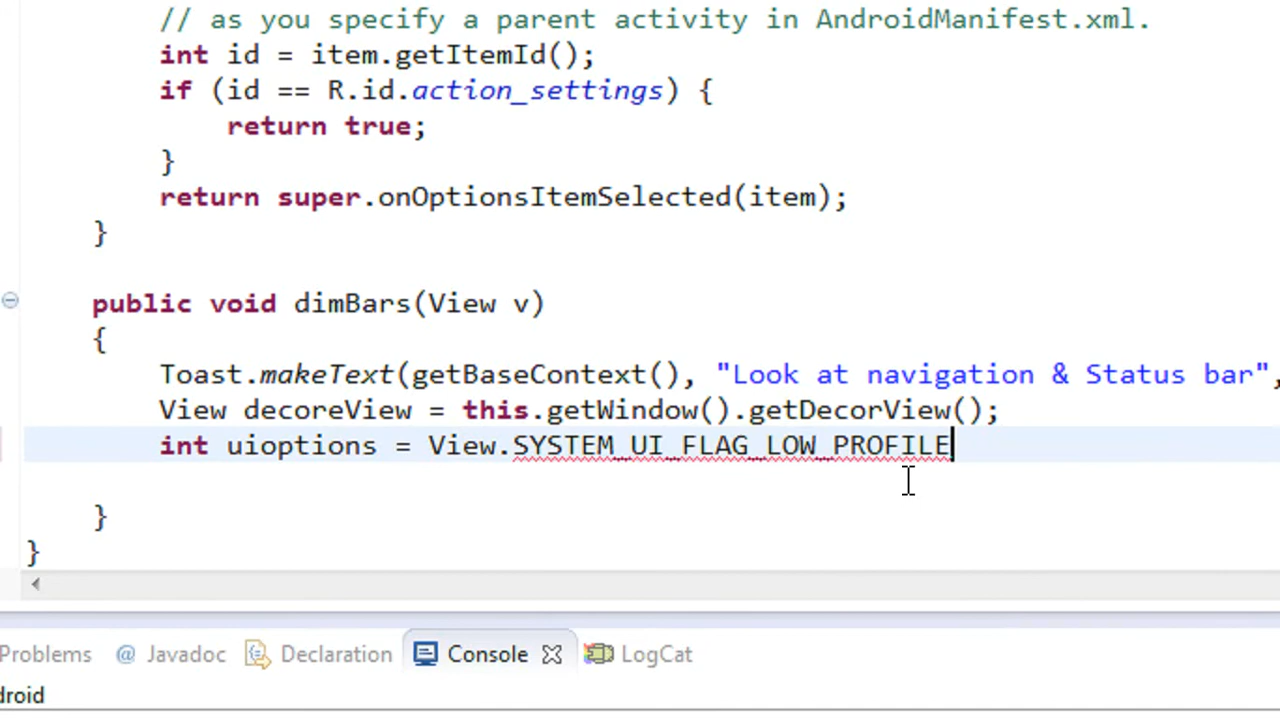 // as you specify a parent activity in AndroidManifest.xml.
int id = item.getItemId();
if (id == R.id.action_settings) {
return true;
}
return super.onOptionsItemSelected(item);
}
public void dimBars(View v)
{
Toast.makeText(getBaseContext(), "Look at navigation & Status bar",
View decoreView = this.getWindow().getDecorView();
int uioptions = View.SYSTEM_UI_FLAG_LOW_PROFILE
}
}
Problems @ Javadoc Declaration Console LogCat
droid